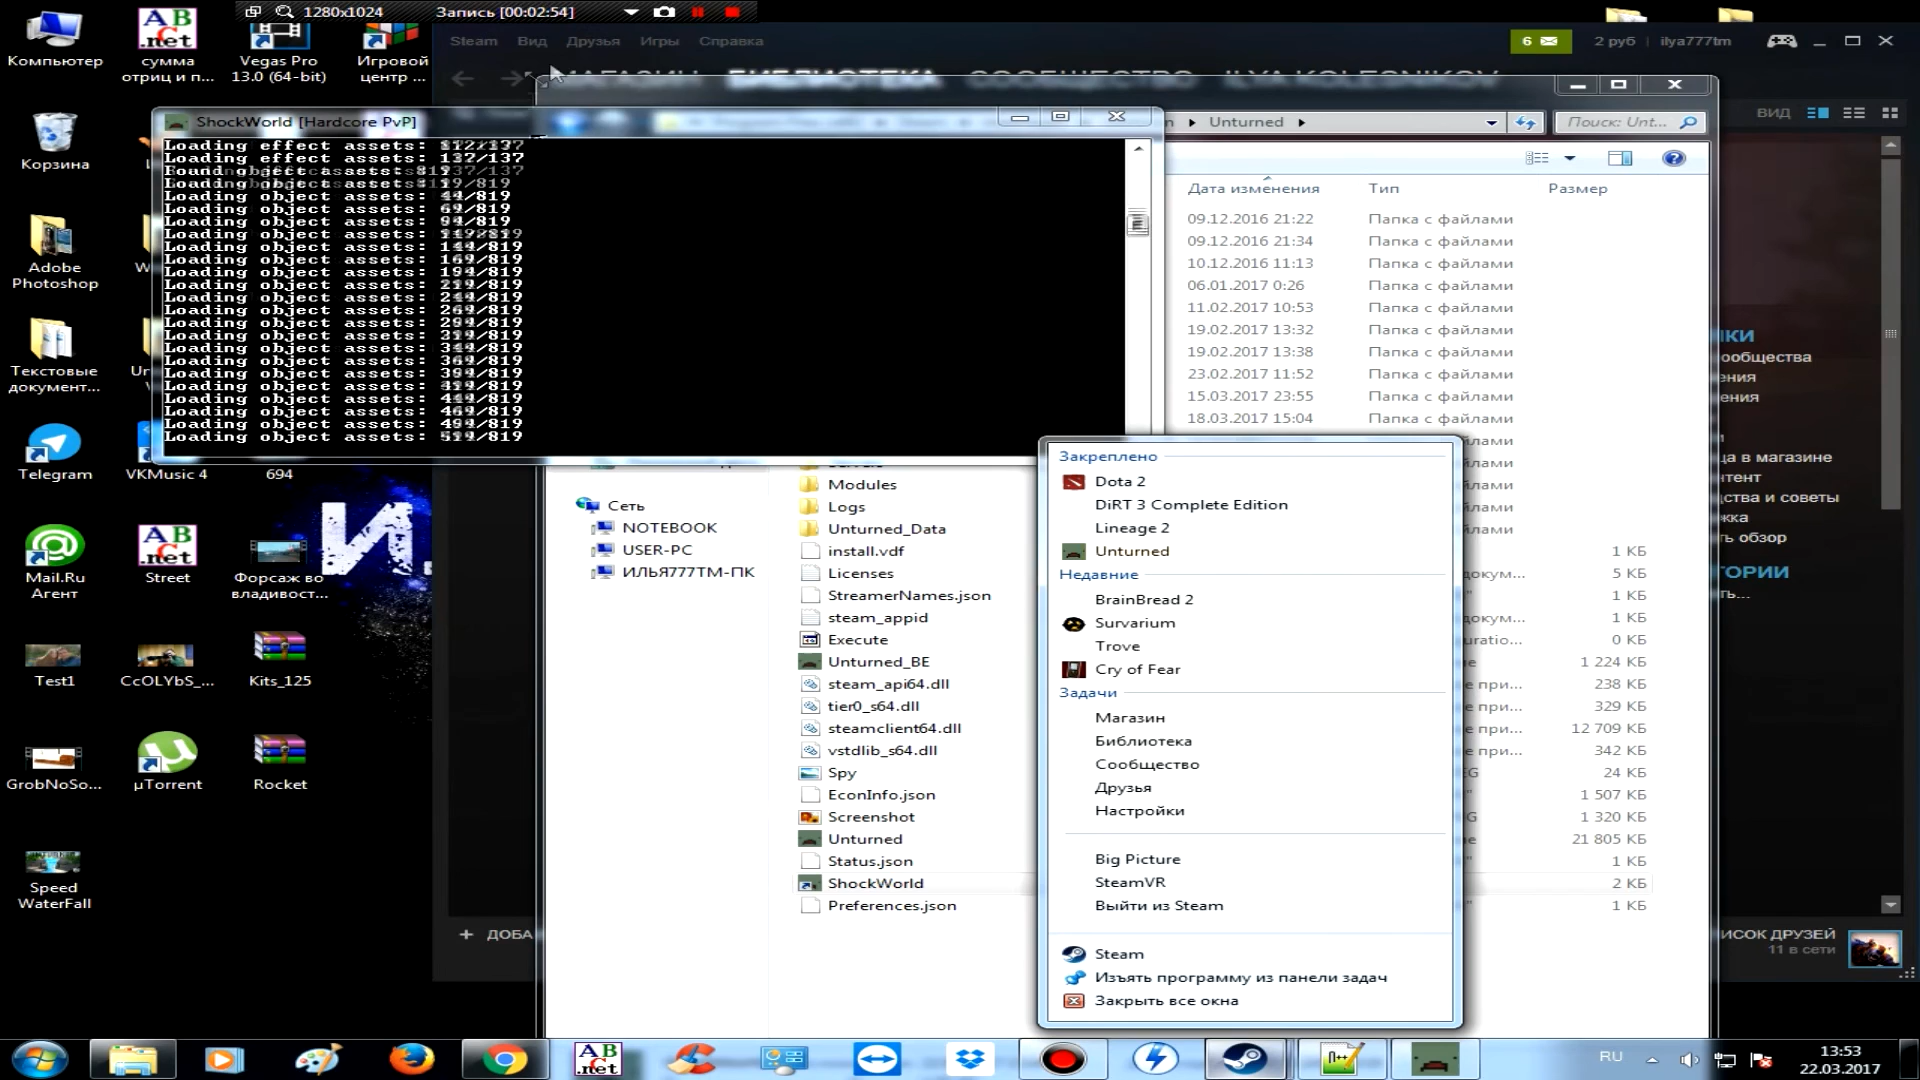 1280x1024
Запись [00:02:54]
Компьютер
сумма
отриц и п...
Vegas Pro
13.0 (64-bit)
Игровой
центр ...
Steam Вид Друзья Игры Справка
6
2 руб
ilya777tm
МАГАЗИН БИБЛИОТЕКА СООБЩЕСТВО ILYA KOLESNIKOV
ShockWorld [Hardcore PvP]
Unturned
Поиск: Unt...
ВИД
Loading effect assets: 137/137
Loading object assets: 44/819
Loading object assets: 69/819
Loading object assets: 94/819
Loading object assets: 144/819
Loading object assets: 169/819
Loading object assets: 194/819
Loading object assets: 219/819
Loading object assets: 244/819
Loading object assets: 269/819
Loading object assets: 294/819
Loading object assets: 319/819
Loading object assets: 344/819
Loading object assets: 369/819
Loading object assets: 394/819
Loading object assets: 419/819
Loading object assets: 444/819
Loading object assets: 469/819
Loading object assets: 494/819
Loading object assets: 519/819
Дата изменения Тип Размер
09.12.2016 21:22 Папка с файлами
09.12.2016 21:34 Папка с файлами
10.12.2016 11:13 Папка с файлами
06.01.2017 0:26 Папка с файлами
11.02.2017 10:53 Папка с файлами
19.02.2017 13:32 Папка с файлами
19.02.2017 13:38 Папка с файлами
23.02.2017 11:52 Папка с файлами
15.03.2017 23:55 Папка с файлами
18.03.2017 15:04 Папка с файлами
Корзина
Adobe
Photoshop
Текстовые
документ...
Telegram
VKMusic 4
694
Mail.Ru
Агент
Street
Форсаж во
владивост...
Test1
CcOLYbS_...
Kits_125
GrobNoSo...
µTorrent
Rocket
Speed
WaterFall
Сеть
NOTEBOOK
USER-PC
ИЛЬЯ777ТМ-ПК
Modules
Logs
Unturned_Data
install.vdf 1 КБ
Licenses 5 КБ
StreamerNames.json 1 КБ
steam_appid 1 КБ
Execute 0 КБ
Unturned_BE 1 224 КБ
steam_api64.dll 238 КБ
tier0_s64.dll 329 КБ
steamclient64.dll 12 709 КБ
vstdlib_s64.dll 342 КБ
Spy 24 КБ
EconInfo.json 1 507 КБ
Screenshot 1 320 КБ
Unturned 21 805 КБ
Status.json 1 КБ
ShockWorld 2 КБ
Preferences.json 1 КБ
Закреплено
Dota 2
DiRT 3 Complete Edition
Lineage 2
Unturned
Недавние
BrainBread 2
Survarium
Trove
Cry of Fear
Задачи
Магазин
Библиотека
Сообщество
Друзья
Настройки
Big Picture
SteamVR
Выйти из Steam
Steam
Изъять программу из панели задач
Закрыть все окна
ДОБА
ИСОК ДРУЗЕЙ
11 в сети
RU
13:53
22.03.2017